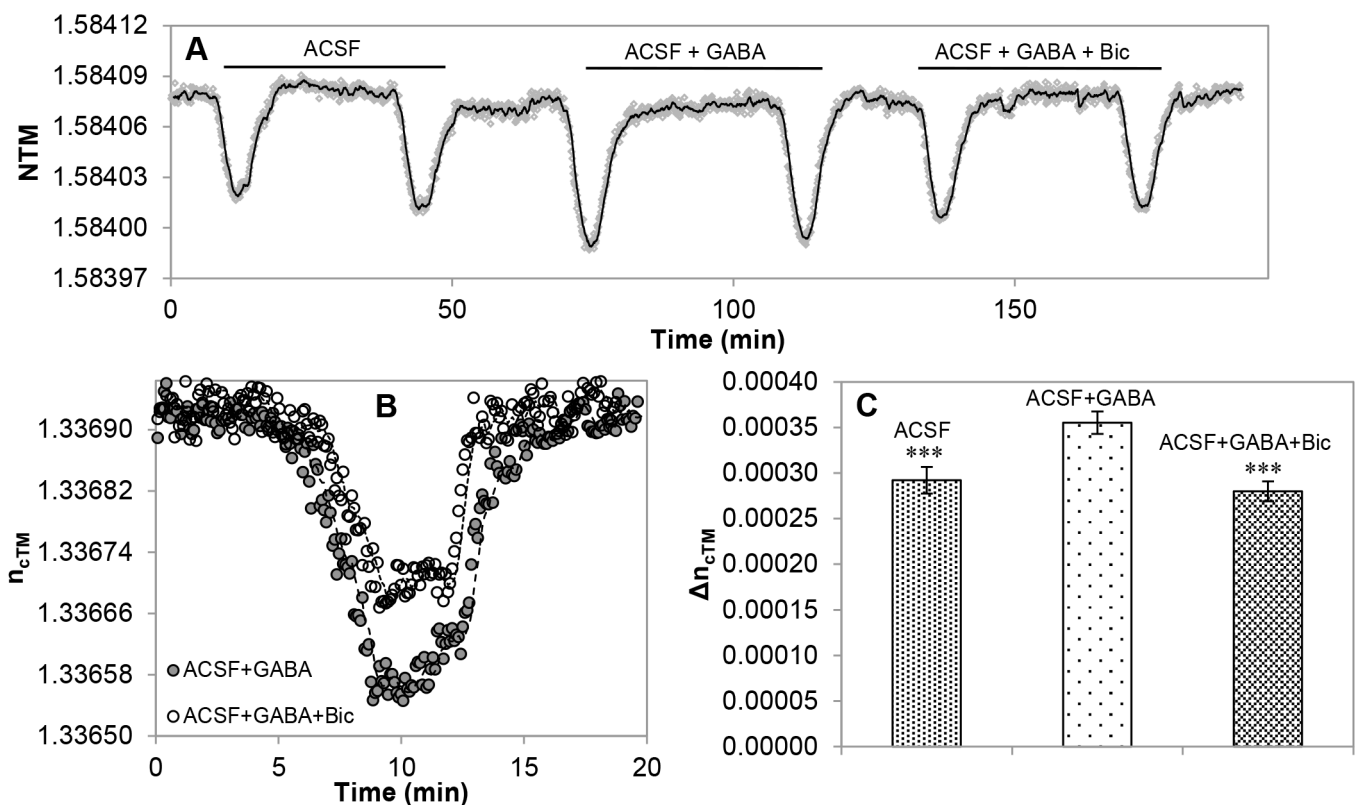 1.58412
A
ACSF
ACSF + GABA
ACSF + GABA + Bic
1.58409
1.58406
1.58403
1.58400
1.58397
NTM
0
50
100
150
Time (min)
B
1.33690
1.33682
1.33674
1.33666
1.33658
1.33650
ncTM
ACSF+GABA
ACSF+GABA+Bic
0
5
10
15
20
Time (min)
C
0.00040
0.00035
0.00030
0.00025
0.00020
0.00015
0.00010
0.00005
0.00000
ΔncTM
ACSF
***
ACSF+GABA
ACSF+GABA+Bic
***